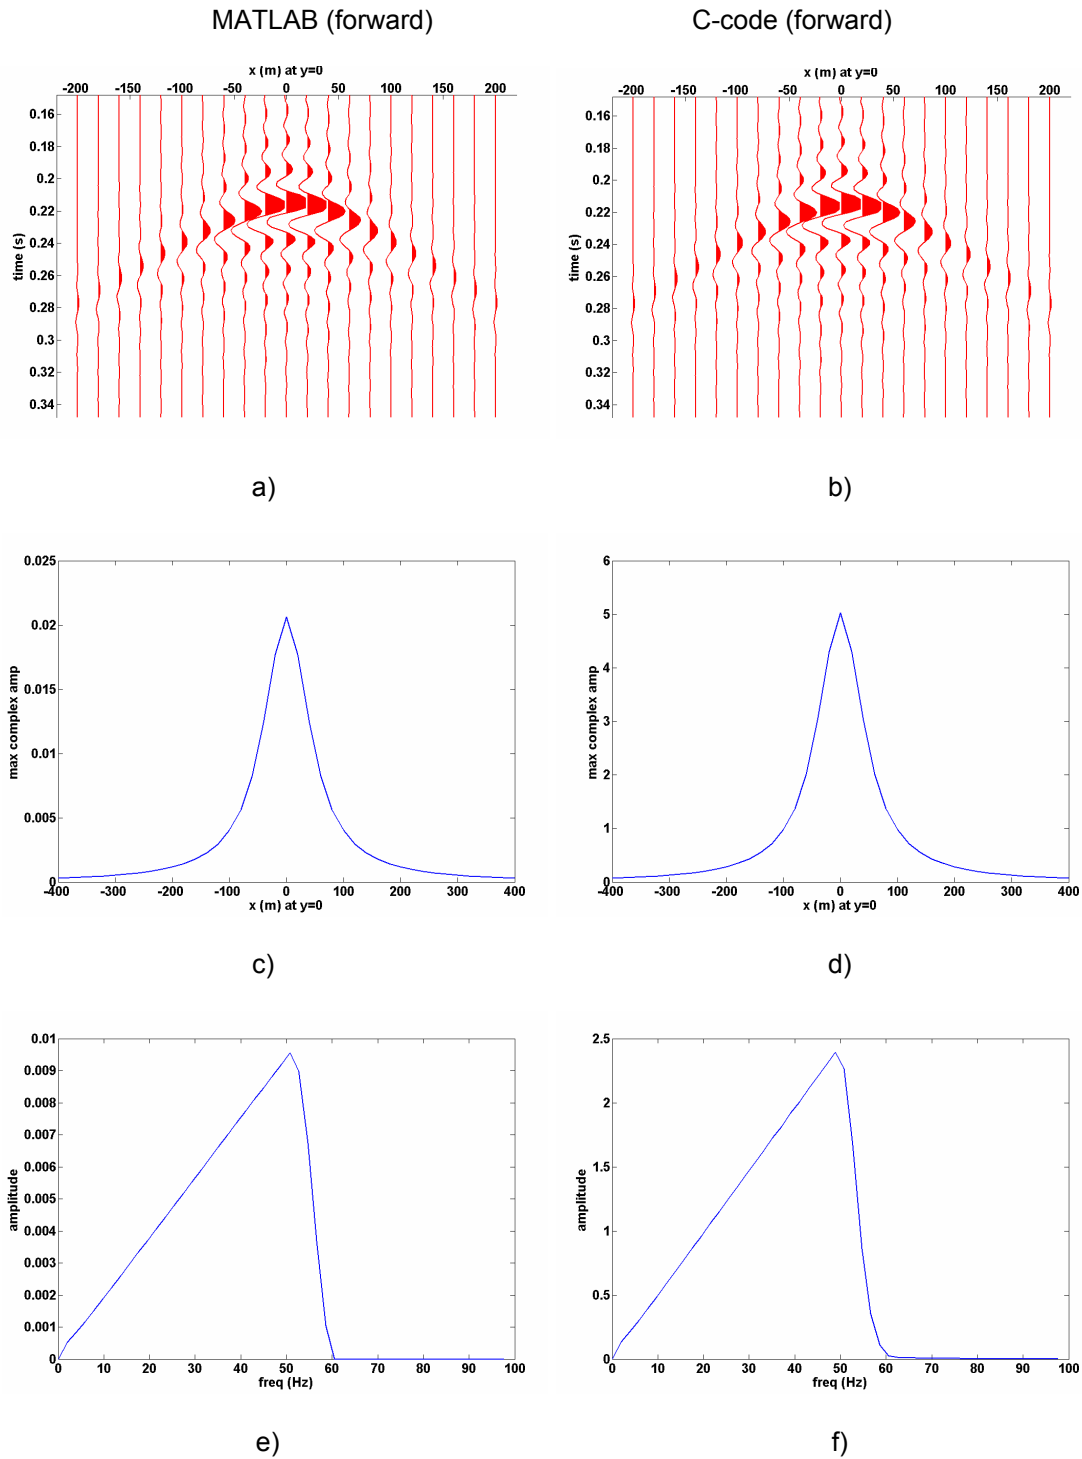 MATLAB (forward)
C-code (forward)
x (m) at y=0
-200 -150 -100 -50 0 50 100 150 200
time (s)
0.16
0.18
0.2
0.22
0.24
0.26
0.28
0.3
0.32
0.34
a)
x (m) at y=0
-200 -150 -100 -50 0 50 100 150 200
time (s)
0.16
0.18
0.2
0.22
0.24
0.26
0.28
0.3
0.32
0.34
b)
max complex amp
0.025
0.02
0.015
0.01
0.005
0
-400 -300 -200 -100 0 100 200 300 400
x (m) at y=0
c)
max complex amp
6
5
4
3
2
1
0
-400 -300 -200 -100 0 100 200 300 400
x (m) at y=0
d)
amplitude
0.01
0.009
0.008
0.007
0.006
0.005
0.004
0.003
0.002
0.001
0
0 10 20 30 40 50 60 70 80 90 100
freq (Hz)
e)
amplitude
2.5
2
1.5
1
0.5
0
0 10 20 30 40 50 60 70 80 90 100
freq (Hz)
f)